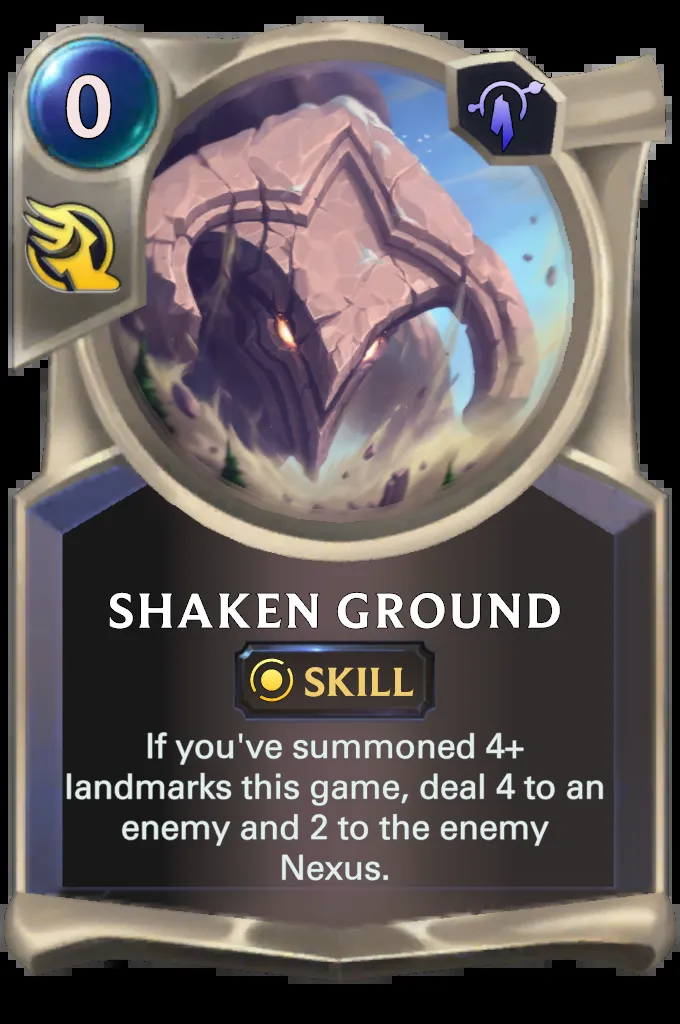 0
SHAKEN GROUND
SKILL
If you've summoned 4+
landmarks this game, deal 4 to an
enemy and 2 to the enemy
Nexus.